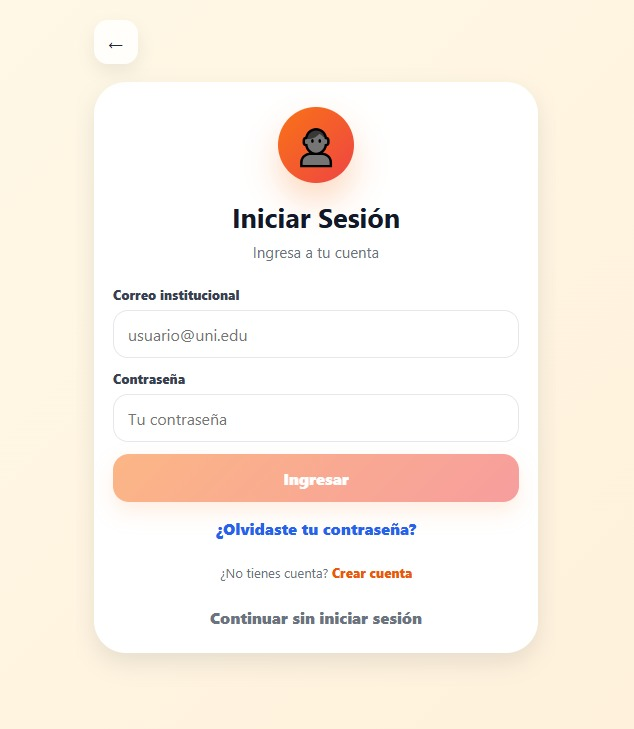 ←
Iniciar Sesión
Ingresa a tu cuenta
Correo institucional
usuario@uni.edu
Contraseña
Tu contraseña
Ingresar
¿Olvidaste tu contraseña?
¿No tienes cuenta? Crear cuenta
Continuar sin iniciar sesión